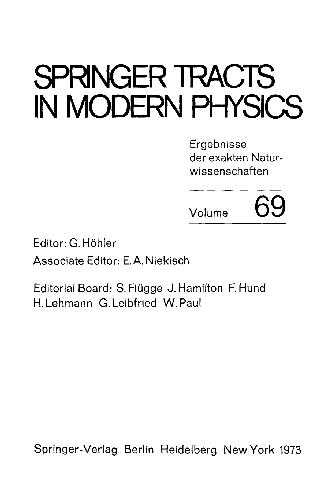 SPRINGER TRACTS
IN MODERN PHYSICS
Ergebnisse
der exakten Natur-
wissenschaften
Volume 69
Editor: G. Höhler
Associate Editor: E. A. Niekisch
Editorial Board: S. Flügge J. Hamilton F. Hund
H. Lehmann G. Leibfried W. Paul
Springer-Verlag Berlin Heidelberg New York 1973